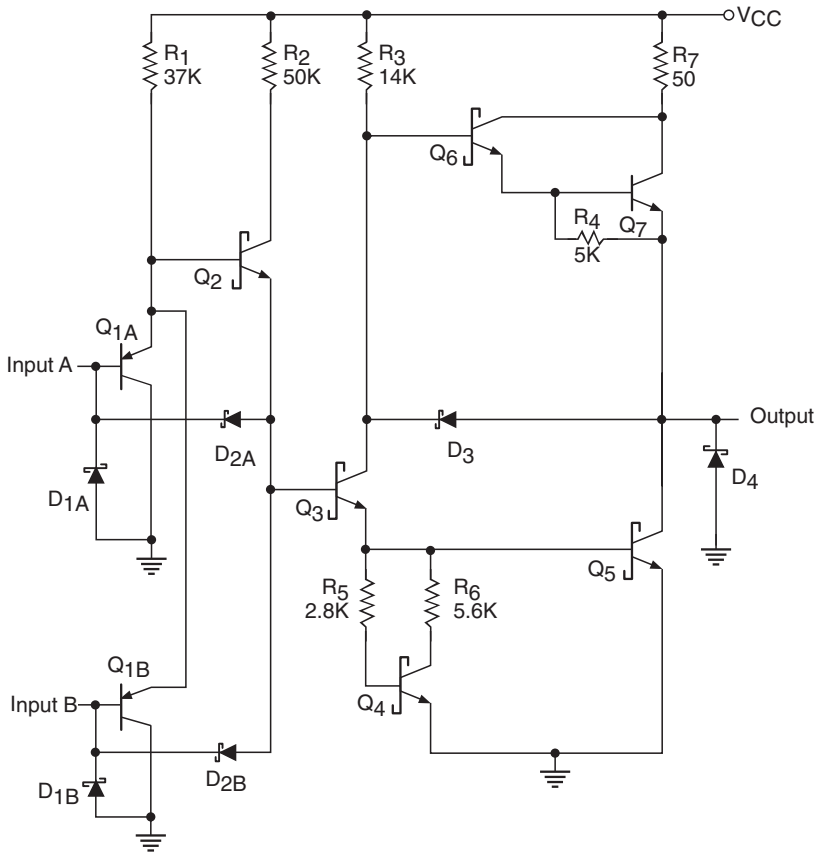 VCC
R1
37K
R2
50K
R3
14K
R7
50
Q6
R4
5K
Q7
Q2
Q1A
Input A
D2A
D3
Output
D1A
Q3
D4
Q5
R5
2.8K
R6
5.6K
Q1B
Input B
Q4
D2B
D1B